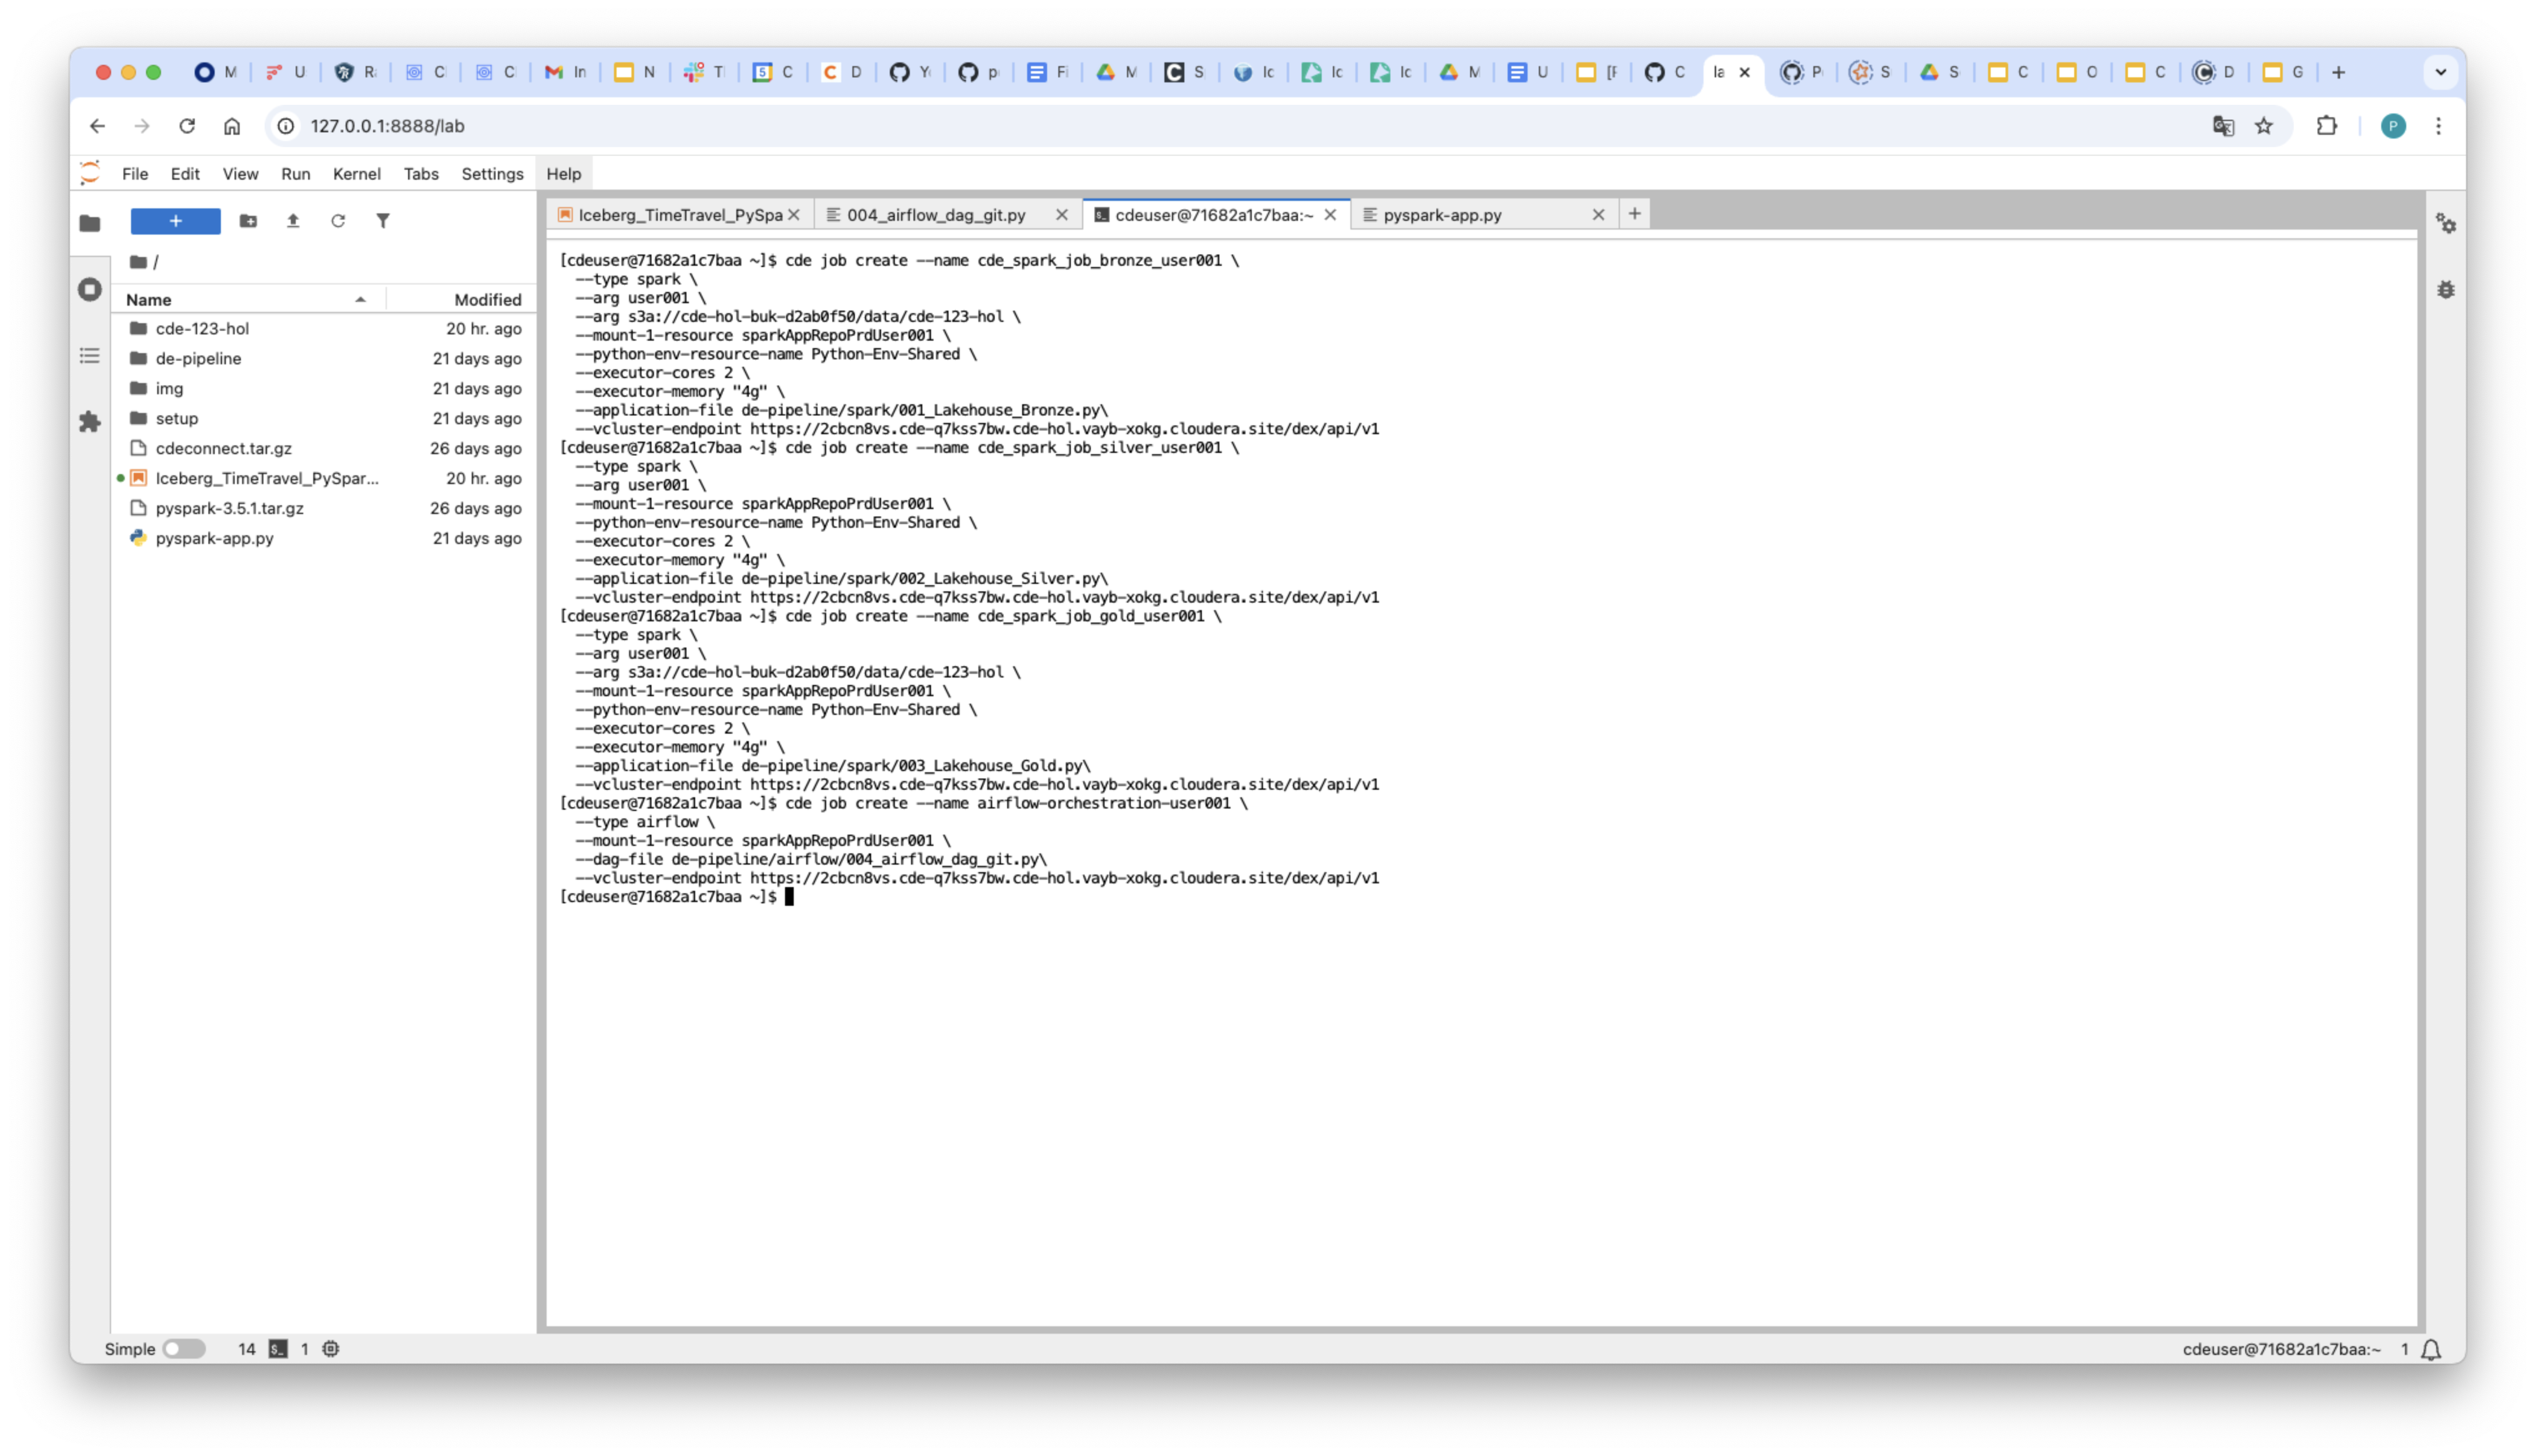 M U R C C In N T 5 C D Y p Fi M S Ic Ic Ic M U [F C la P S S C O C D G
127.0.0.1:8888/lab P
File Edit View Run Kernel Tabs Settings Help
+
/
Name Modified
cde-123-hol 20 hr. ago
de-pipeline 21 days ago
img 21 days ago
setup 21 days ago
cdeconnect.tar.gz 26 days ago
Iceberg_TimeTravel_PySpar... 20 hr. ago
pyspark-3.5.1.tar.gz 26 days ago
pyspark-app.py 21 days ago
Iceberg_TimeTravel_PySpa 004_airflow_dag_git.py cdeuser@71682a1c7baa:~ pyspark-app.py
[cdeuser@71682a1c7baa ~]$ cde job create --name cde_spark_job_bronze_user001 \
--type spark \
--arg user001 \
--arg s3a://cde-hol-buk-d2ab0f50/data/cde-123-hol \
--mount-1-resource sparkAppRepoPrdUser001 \
--python-env-resource-name Python-Env-Shared \
--executor-cores 2 \
--executor-memory "4g" \
--application-file de-pipeline/spark/001_Lakehouse_Bronze.py\
--vcluster-endpoint https://2cbcn8vs.cde-q7kss7bw.cde-hol.vayb-xokg.cloudera.site/dex/api/v1
[cdeuser@71682a1c7baa ~]$ cde job create --name cde_spark_job_silver_user001 \
--type spark \
--arg user001 \
--mount-1-resource sparkAppRepoPrdUser001 \
--python-env-resource-name Python-Env-Shared \
--executor-cores 2 \
--executor-memory "4g" \
--application-file de-pipeline/spark/002_Lakehouse_Silver.py\
--vcluster-endpoint https://2cbcn8vs.cde-q7kss7bw.cde-hol.vayb-xokg.cloudera.site/dex/api/v1
[cdeuser@71682a1c7baa ~]$ cde job create --name cde_spark_job_gold_user001 \
--type spark \
--arg user001 \
--arg s3a://cde-hol-buk-d2ab0f50/data/cde-123-hol \
--mount-1-resource sparkAppRepoPrdUser001 \
--python-env-resource-name Python-Env-Shared \
--executor-cores 2 \
--executor-memory "4g" \
--application-file de-pipeline/spark/003_Lakehouse_Gold.py\
--vcluster-endpoint https://2cbcn8vs.cde-q7kss7bw.cde-hol.vayb-xokg.cloudera.site/dex/api/v1
[cdeuser@71682a1c7baa ~]$ cde job create --name airflow-orchestration-user001 \
--type airflow \
--mount-1-resource sparkAppRepoPrdUser001 \
--dag-file de-pipeline/airflow/004_airflow_dag_git.py\
--vcluster-endpoint https://2cbcn8vs.cde-q7kss7bw.cde-hol.vayb-xokg.cloudera.site/dex/api/v1
[cdeuser@71682a1c7baa ~]$
Simple 14 1 cdeuser@71682a1c7baa:~ 1